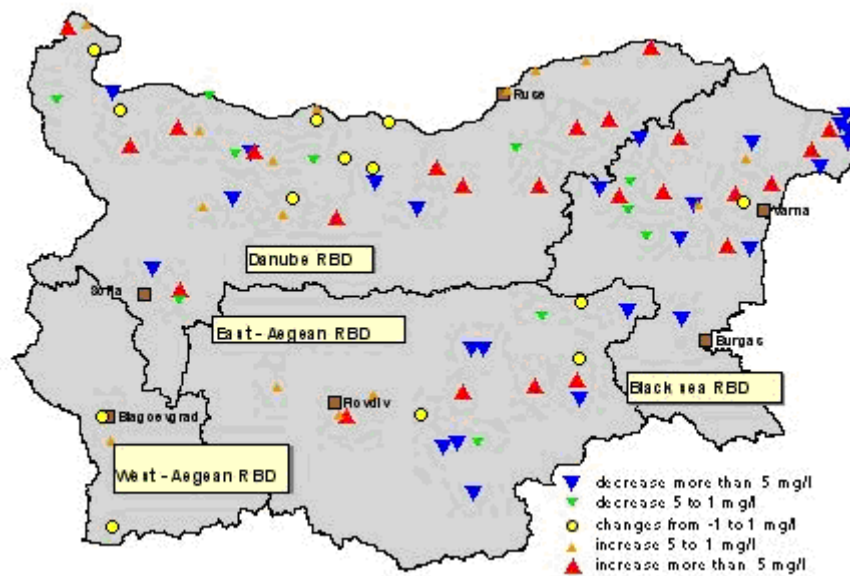 Ruse
Varna
Danube RBD
Sofia
East - Aegean RBD
Burgas
Black sea RBD
Plovdiv
Blagoevgrad
West - Aegean RBD
decrease more than 5 mg/l
decrease 5 to 1 mg/l
changes from -1 to 1 mg/l
increase 5 to 1 mg/l
increase more than 5 mg/l